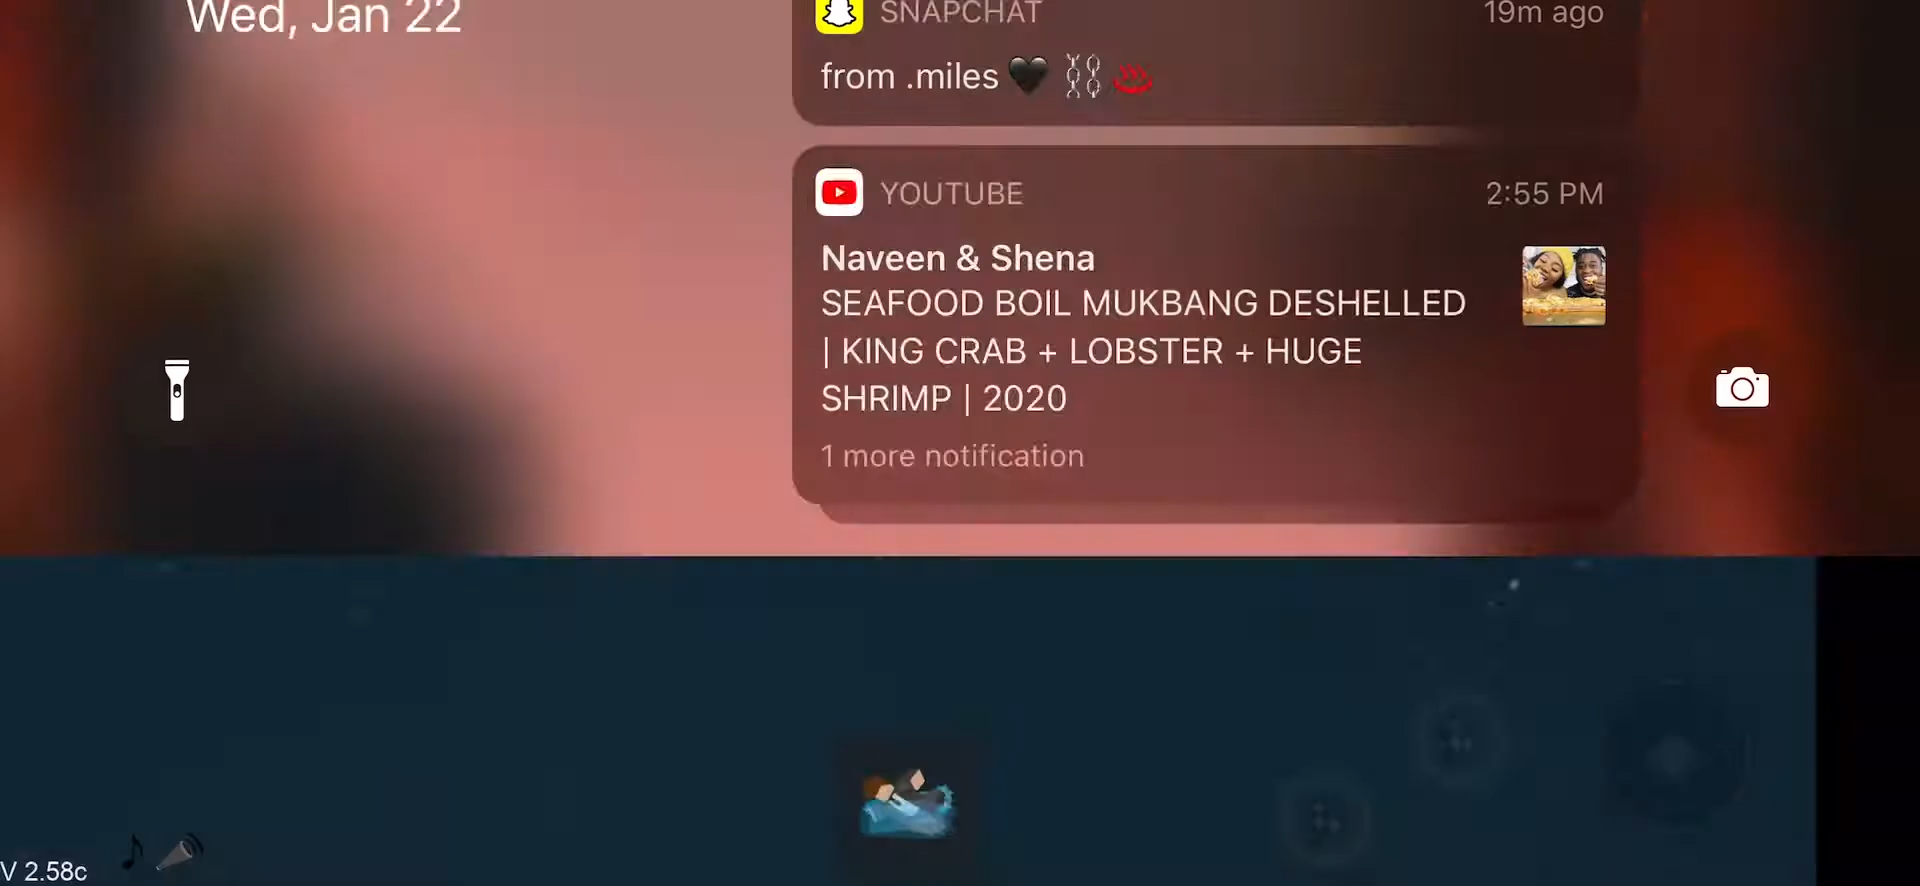 Wed, Jan 22
SNAPCHAT
19m ago
from .miles 🖤 ⛓️♨️
YOUTUBE
2:55 PM
Naveen & Shena
SEAFOOD BOIL MUKBANG DESHELLED
| KING CRAB + LOBSTER + HUGE
SHRIMP | 2020
1 more notification
V 2.58c